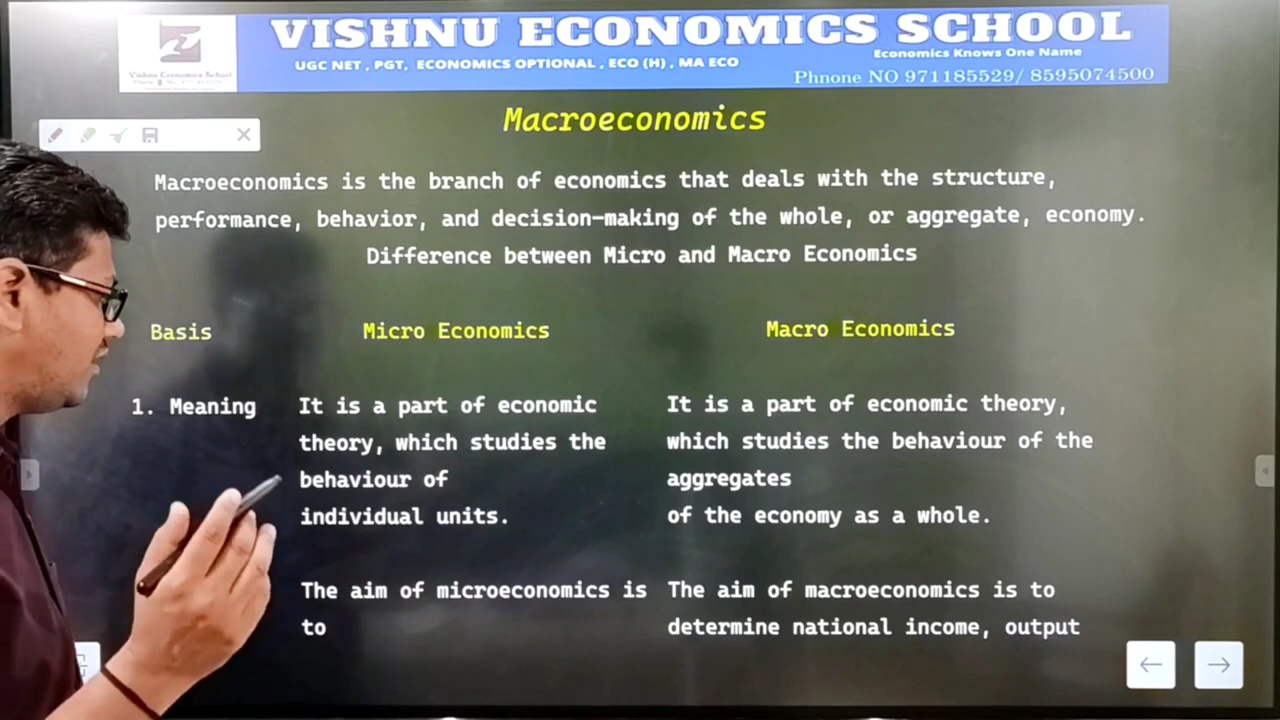 VISHNU ECONOMICS SCHOOL
Economics Knows One Name
UGC NET , PGT, ECONOMICS OPTIONAL , ECO (H) , MA ECO
Phnone NO 971185529/ 8595074500
Vishnu Economics School
Macroeconomics
Macroeconomics is the branch of economics that deals with the structure,
performance, behavior, and decision-making of the whole, or aggregate, economy.
Difference between Micro and Macro Economics
Basis Micro Economics Macro Economics
1. Meaning It is a part of economic It is a part of economic theory,
theory, which studies the which studies the behaviour of the
behaviour of aggregates
individual units. of the economy as a whole.
The aim of microeconomics is The aim of macroeconomics is to
to determine national income, output